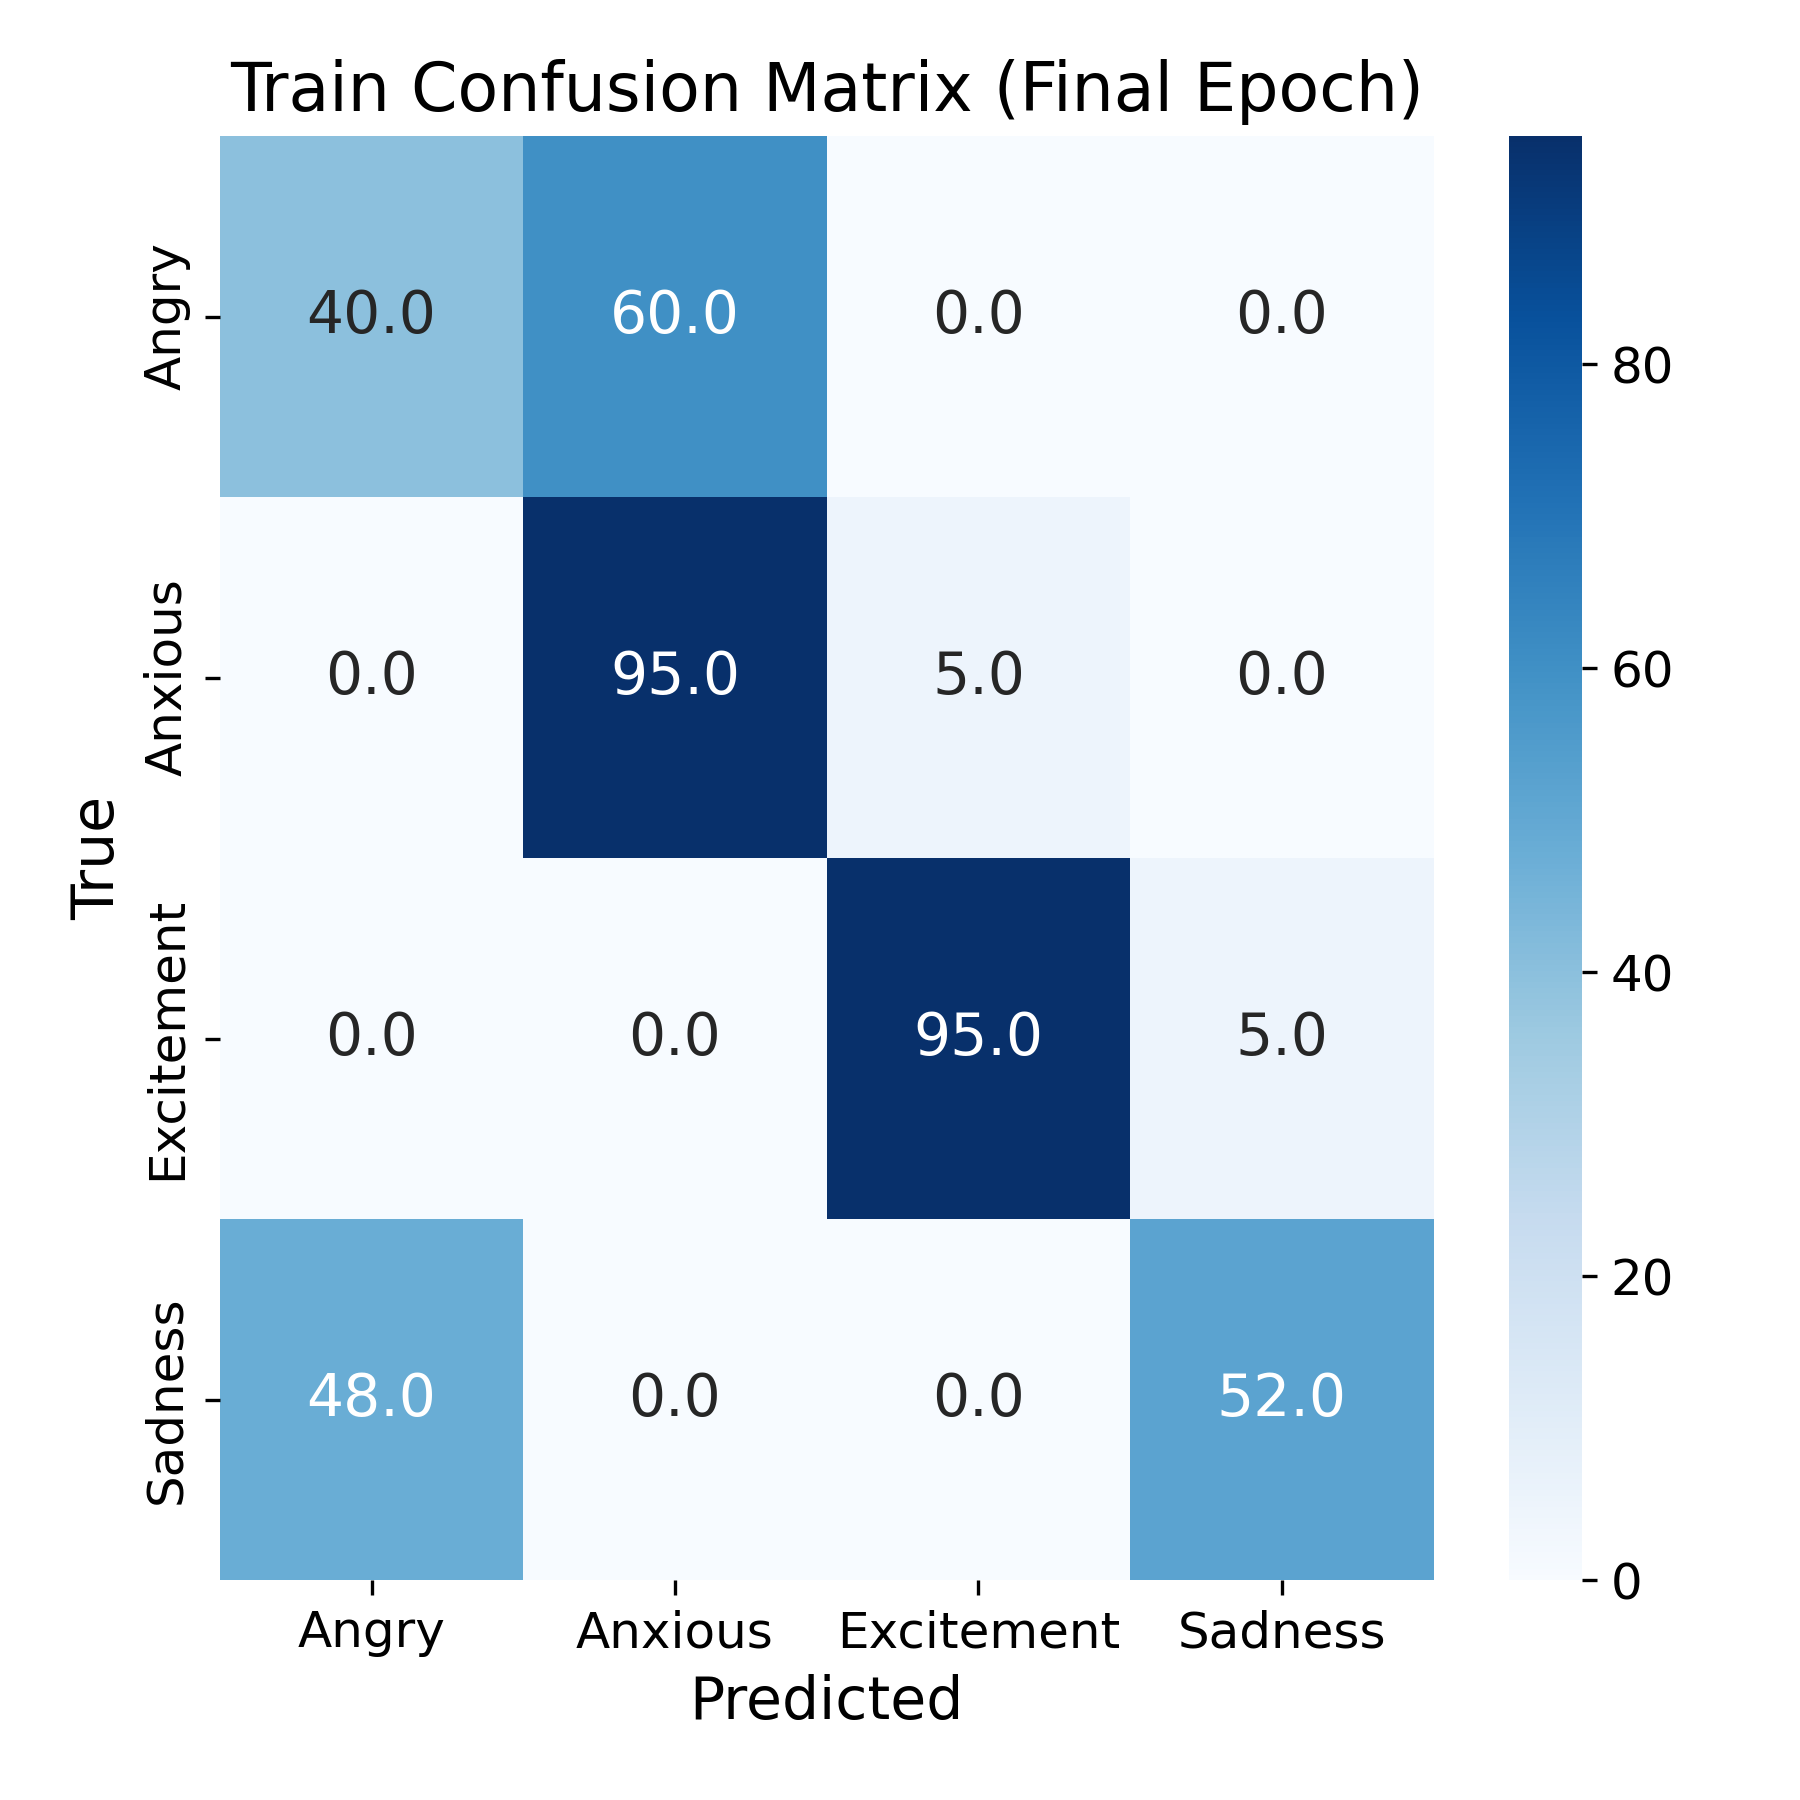 Train Confusion Matrix (Final Epoch)
True
Angry
40.0 60.0 0.0 0.0
Anxious
0.0 95.0 5.0 0.0
Excitement
0.0 0.0 95.0 5.0
Sadness
48.0 0.0 0.0 52.0
Angry Anxious Excitement Sadness
Predicted
80
60
40
20
0